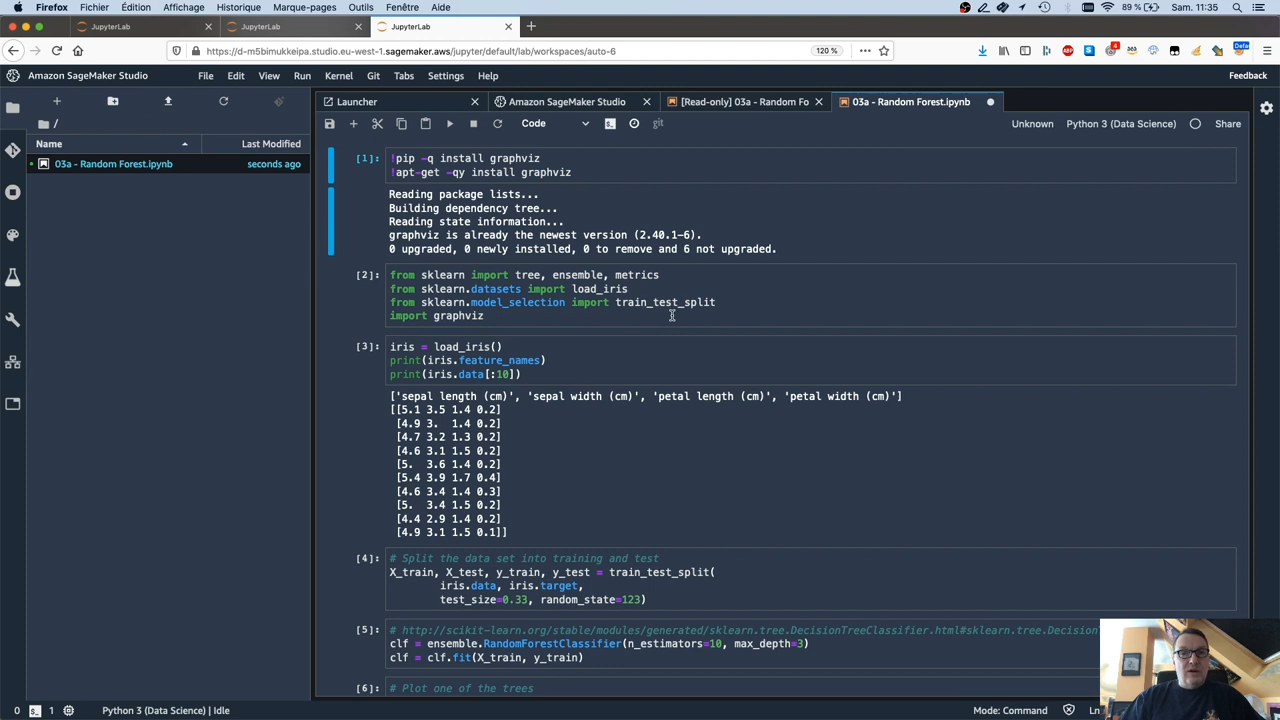 Firefox Fichier Édition Affichage Historique Marque-pages Outils Fenêtre Aide 89 % Sam. 11:35
JupyterLab JupyterLab JupyterLab
https://d-m5bimukkeipa.studio.eu-west-1.sagemaker.aws/jupyter/default/lab/workspaces/auto-6 120 %
Amazon SageMaker Studio File Edit View Run Kernel Git Tabs Settings Help Feedback
Launcher Amazon SageMaker Studio [Read-only] 03a - Random Fo 03a - Random Forest.ipynb
/ Code git Unknown Python 3 (Data Science) Share
Name Last Modified
03a - Random Forest.ipynb seconds ago
[1]: !pip -q install graphviz
!apt-get -qy install graphviz
Reading package lists...
Building dependency tree...
Reading state information...
graphviz is already the newest version (2.40.1-6).
0 upgraded, 0 newly installed, 0 to remove and 6 not upgraded.
[2]: from sklearn import tree, ensemble, metrics
from sklearn.datasets import load_iris
from sklearn.model_selection import train_test_split
import graphviz
[3]: iris = load_iris()
print(iris.feature_names)
print(iris.data[:10])
['sepal length (cm)', 'sepal width (cm)', 'petal length (cm)', 'petal width (cm)']
[[5.1 3.5 1.4 0.2]
[4.9 3. 1.4 0.2]
[4.7 3.2 1.3 0.2]
[4.6 3.1 1.5 0.2]
[5. 3.6 1.4 0.2]
[5.4 3.9 1.7 0.4]
[4.6 3.4 1.4 0.3]
[5. 3.4 1.5 0.2]
[4.4 2.9 1.4 0.2]
[4.9 3.1 1.5 0.1]]
[4]: # Split the data set into training and test
X_train, X_test, y_train, y_test = train_test_split(
iris.data, iris.target,
test_size=0.33, random_state=123)
[5]: # http://scikit-learn.org/stable/modules/generated/sklearn.tree.DecisionTreeClassifier.html#sklearn.tree.Decision
clf = ensemble.RandomForestClassifier(n_estimators=10, max_depth=3)
clf = clf.fit(X_train, y_train)
[6]: # Plot one of the trees
0 1 Python 3 (Data Science) | Idle Mode: Command Ln